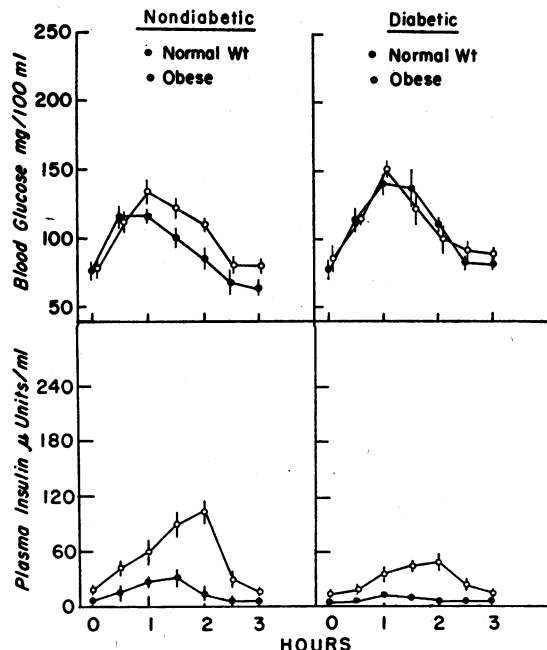 Nondiabetic
Normal Wt
Obese
Diabetic
Normal Wt
Obese
Blood Glucose mg/100 ml
250
200
150
100
50
Plasma Insulin μ Units/ml
240
180
120
60
0
0 1 2 3
0 1 2 3
HOURS